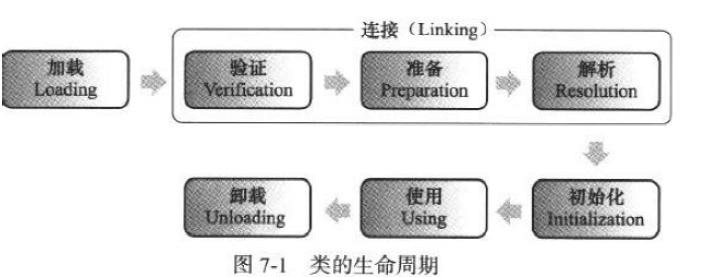 连接（Linking）
加载
Loading
验证
Verification
准备
Preparation
解析
Resolution
初始化
Initialization
使用
Using
卸载
Unloading
图 7-1 类的生命周期